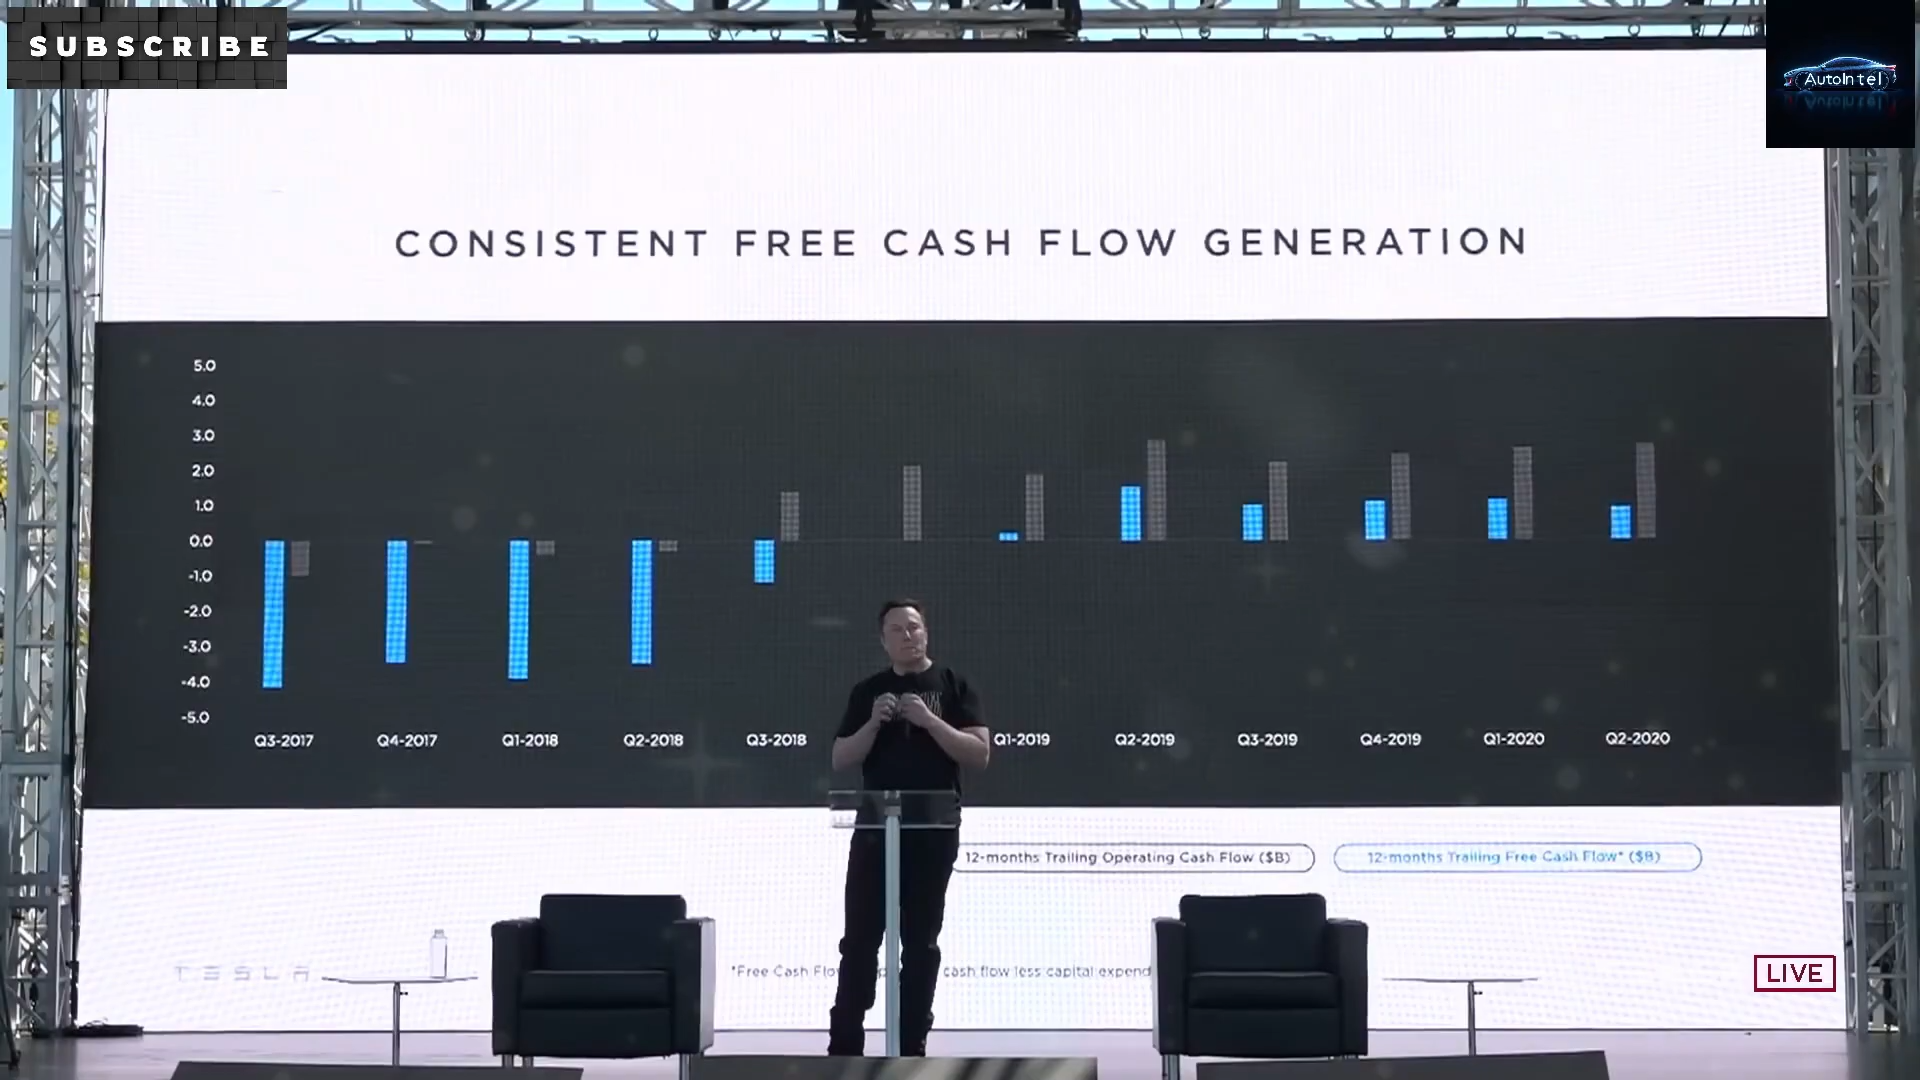 SUBSCRIBE
AutoIntel
CONSISTENT FREE CASH FLOW GENERATION
5.0
4.0
3.0
2.0
1.0
0.0
-1.0
-2.0
-3.0
-4.0
-5.0
Q3-2017 Q4-2017 Q1-2018 Q2-2018 Q3-2018 Q1-2019 Q2-2019 Q3-2019 Q4-2019 Q1-2020 Q2-2020
12-months Trailing Operating Cash Flow ($B) 12-months Trailing Free Cash Flow* ($B)
TESLA
*Free Cash cash flow less capital
LIVE